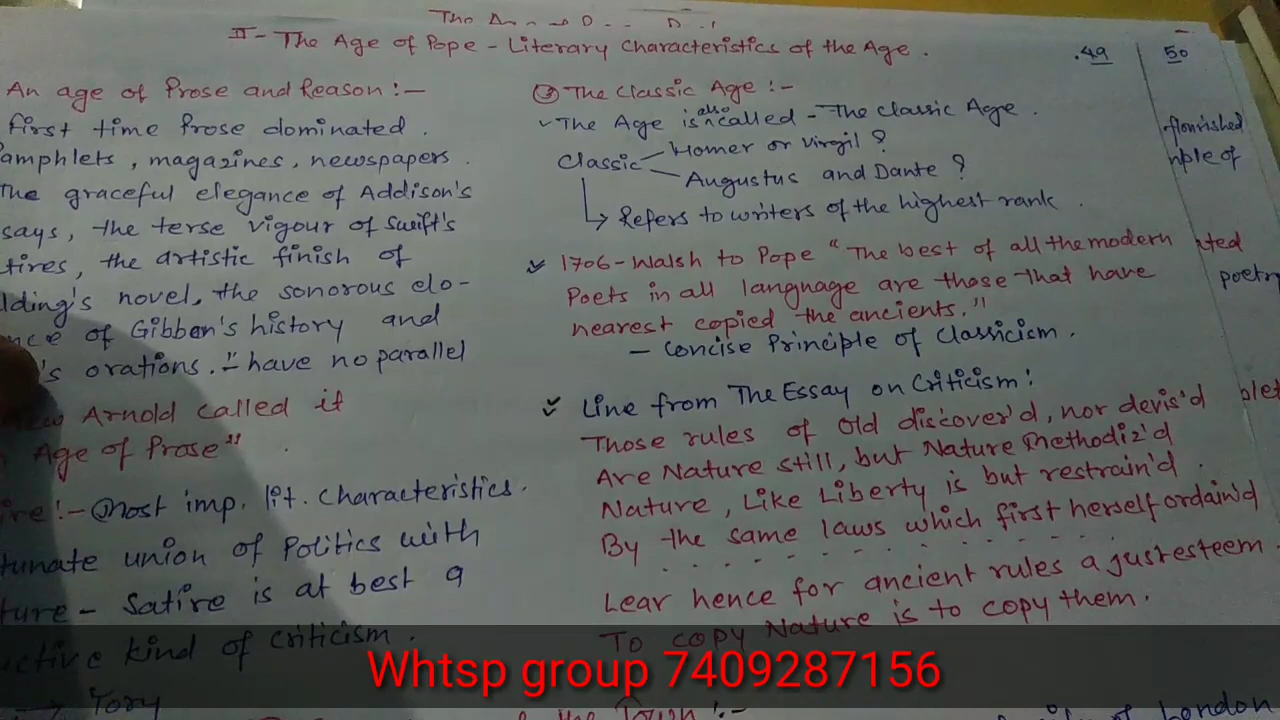 II - The Age of Pope - Literary Characteristics of the Age.
.49
50
An age of Prose and Reason :-
first time Prose dominated.
amphlets, magazines, newspapers.
The graceful elegance of Addison's
says, the terse vigour of Swift's
tires, the artistic finish of
lding's novel, the sonorous elo-
nce of Gibben's history and
's orations." - have no parallel
Arnold called it
Age of Prose"
ire :- Most imp. lit. Characteristics.
tunate union of Politics with
ture - Satire is at best a
ctive kind of Criticism.
→ Tory
③ The Classic Age :-
The Age is also called - The Classic Age.
Classic Homer or Virgil ?
Augustus and Dante ?
Refers to writers of the highest rank.
1706 - Walsh to Pope "The best of all the modern
Poets in all language are those that have
nearest copied the ancients."
- Concise Principle of Classicism.
Line from The Essay on Criticism :
Those rules of old discover'd, nor devis'd
Are Nature still, but Nature Methodiz'd
Nature, Like Liberty is but restrain'd.
By the same laws which first herself ordain'd
Lear hence for ancient rules a just esteem.
To copy Nature is to copy them.
the Town :-
flourished
nple of
ted
poetry
plet
of London
Whtsp group 7409287156